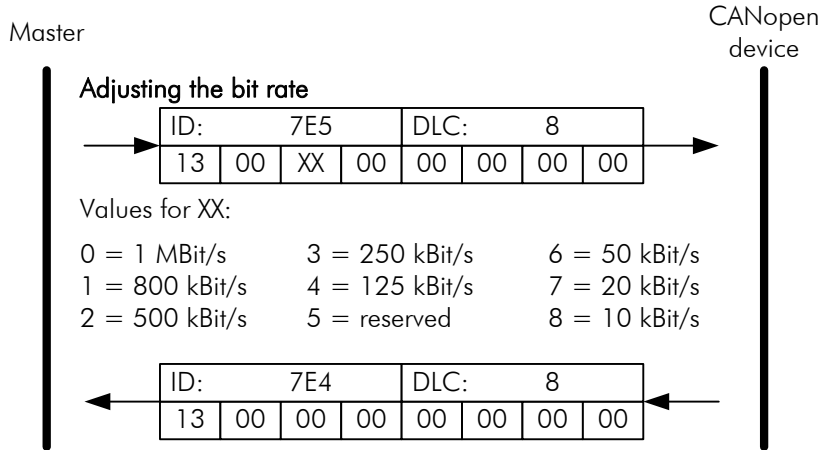 Master
CANopen
device
Adjusting the bit rate
ID: 7E5 DLC: 8
13 00 XX 00 00 00 00 00
Values for XX:
0 = 1 MBit/s 3 = 250 kBit/s 6 = 50 kBit/s
1 = 800 kBit/s 4 = 125 kBit/s 7 = 20 kBit/s
2 = 500 kBit/s 5 = reserved 8 = 10 kBit/s
ID: 7E4 DLC: 8
13 00 00 00 00 00 00 00